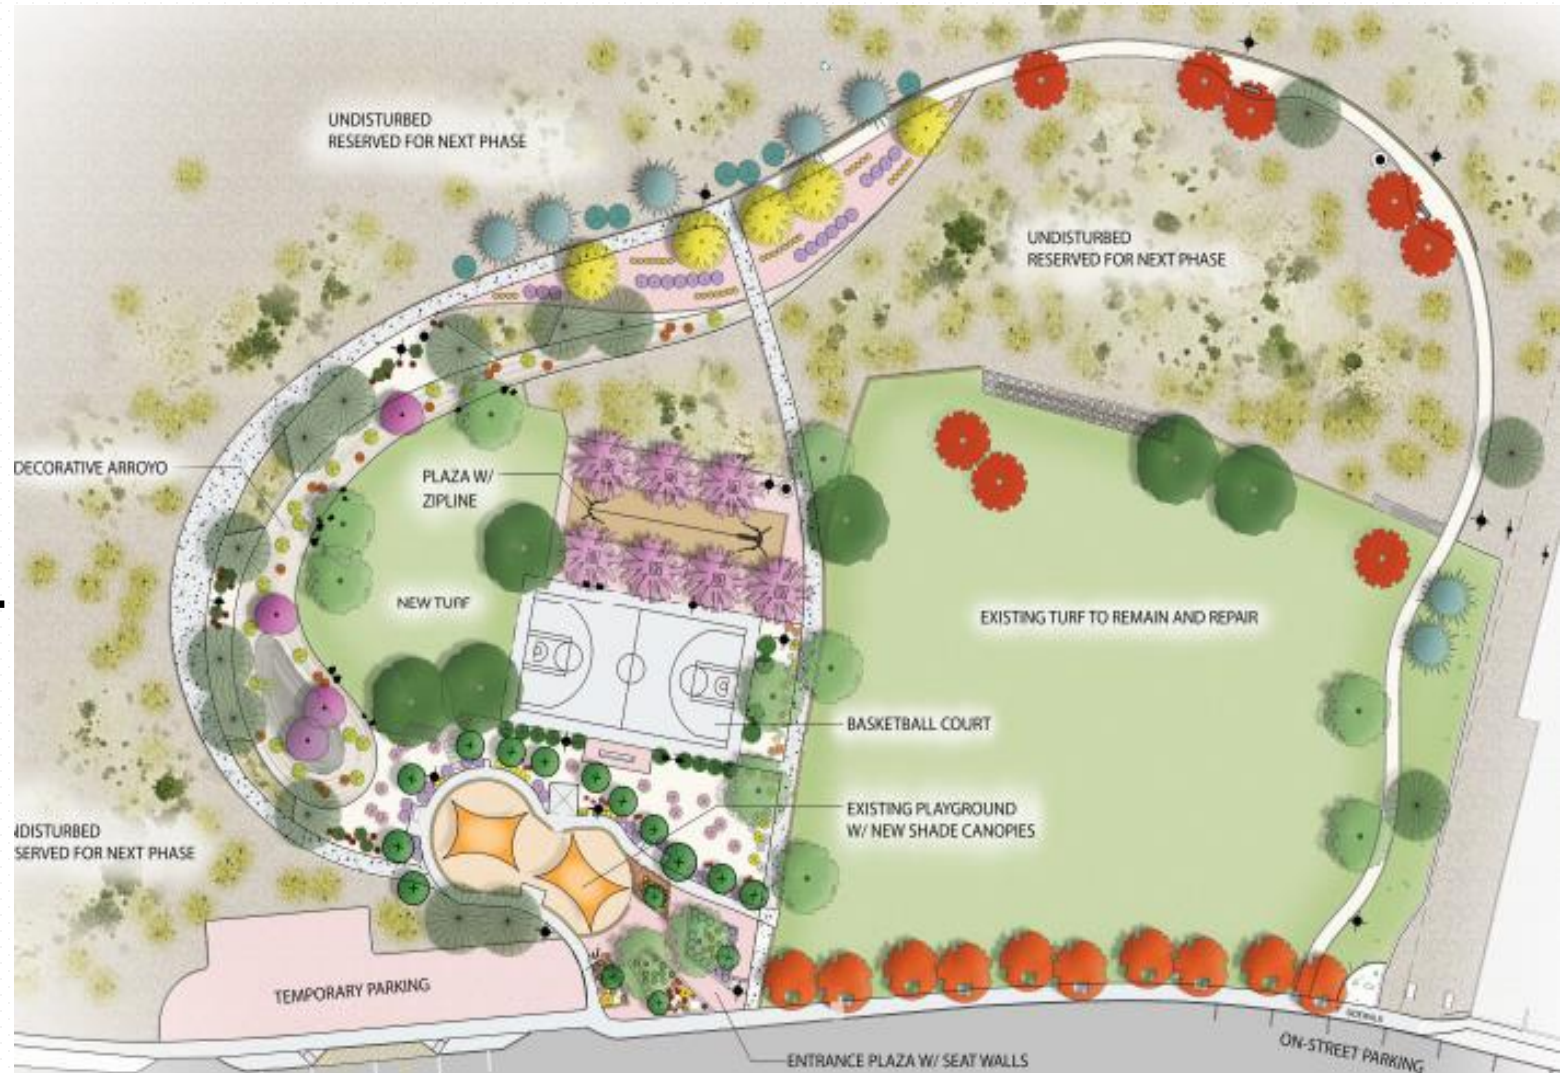 UNDISTURBED
RESERVED FOR NEXT PHASE
UNDISTURBED
RESERVED FOR NEXT PHASE
DECORATIVE ARROYO
PLAZA W/
ZIPLINE
NEW TURF
EXISTING TURF TO REMAIN AND REPAIR
BASKETBALL COURT
EXISTING PLAYGROUND
W/ NEW SHADE CANOPIES
NDISTURBED
SERVED FOR NEXT PHASE
TEMPORARY PARKING
SIDEWALK
ON-STREET PARKING
ENTRANCE PLAZA W/ SEAT WALLS